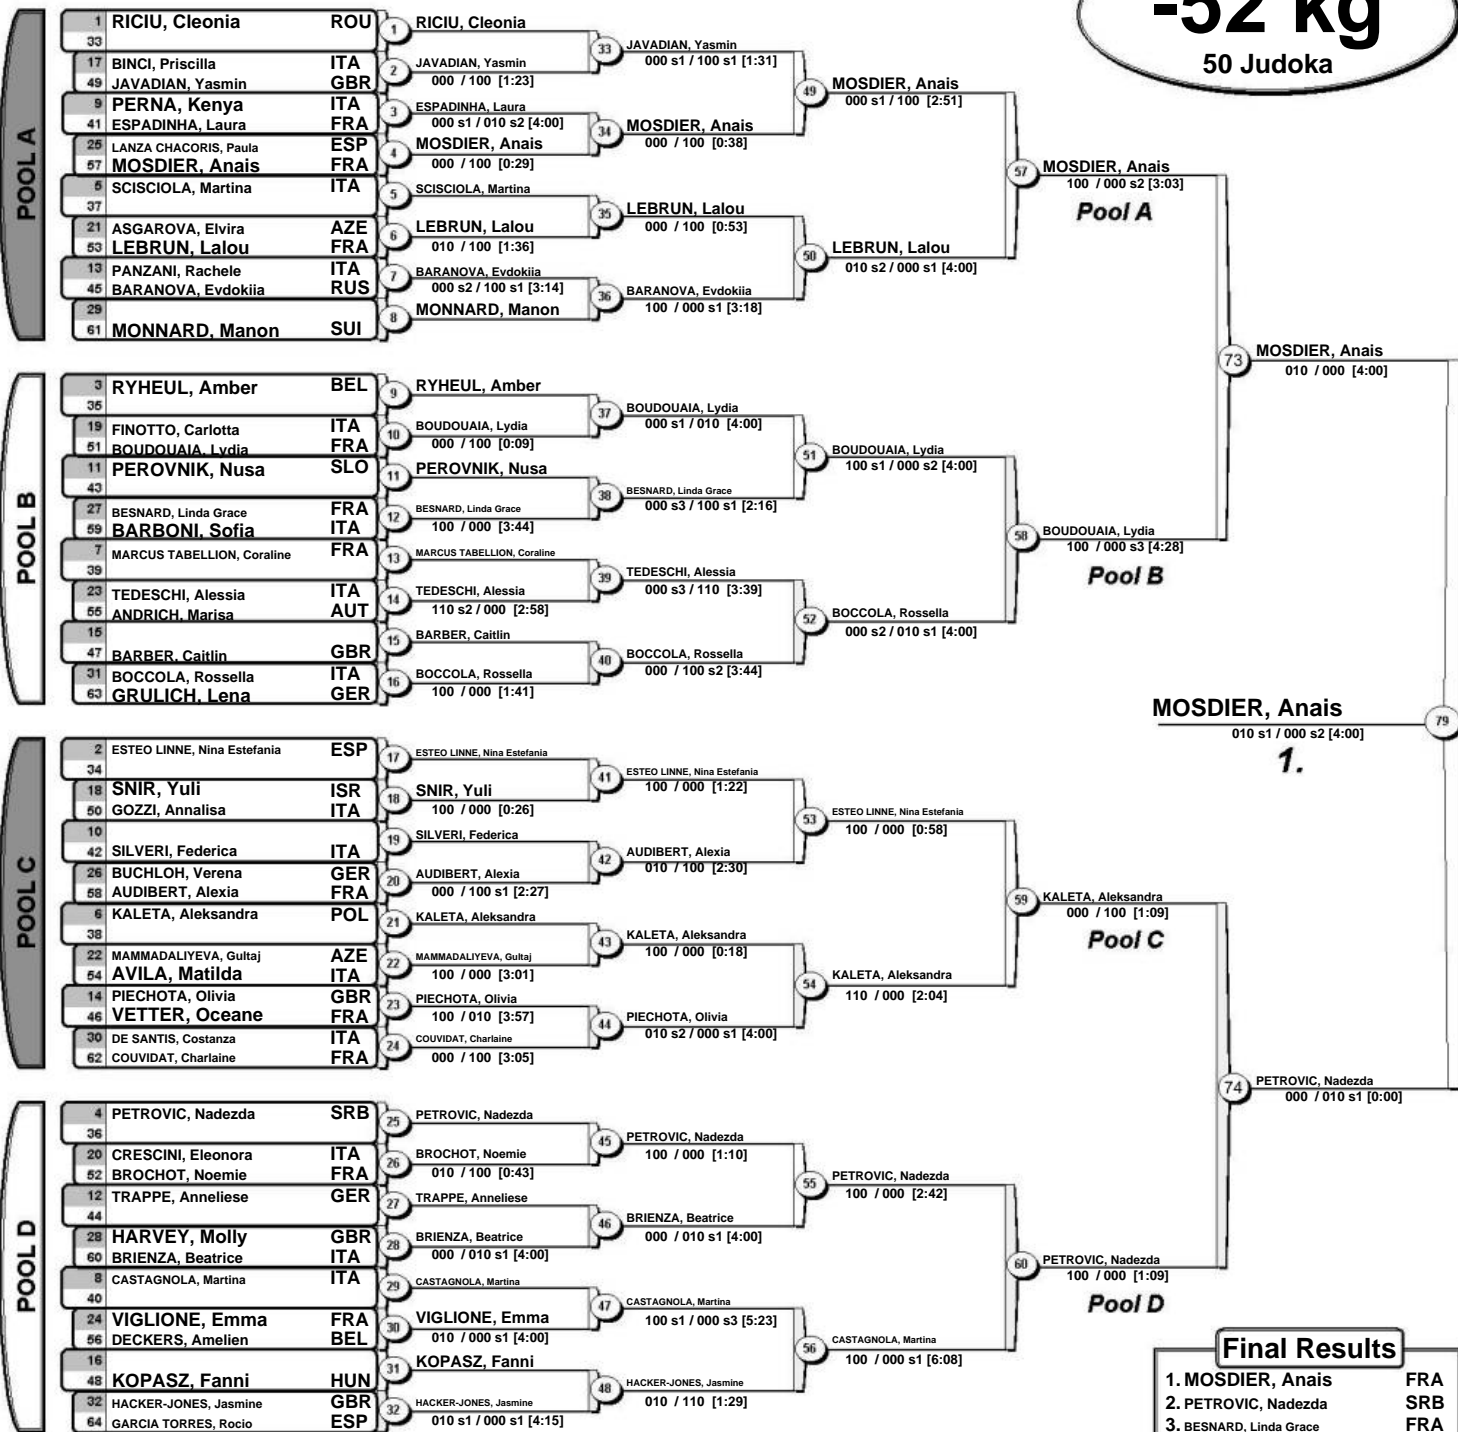 -52 kg
50 Judoka
POOL A
1 RICIU, Cleonia ROU
33
17 BINCI, Priscilla ITA
49 JAVADIAN, Yasmin GBR
9 PERNA, Kenya ITA
41 ESPADINHA, Laura FRA
25 LANZA CHACORIS, Paula ESP
57 MOSDIER, Anais FRA
5 SCISCIOLA, Martina ITA
37
21 ASGAROVA, Elvira AZE
53 LEBRUN, Lalou FRA
13 PANZANI, Rachele ITA
45 BARANOVA, Evdokiia RUS
29
61 MONNARD, Manon SUI
1 RICIU, Cleonia
2 JAVADIAN, Yasmin
000 / 100 [1:23]
3 ESPADINHA, Laura
000 s1 / 010 s2 [4:00]
4 MOSDIER, Anais
000 / 100 [0:29]
5 SCISCIOLA, Martina
6 LEBRUN, Lalou
010 / 100 [1:36]
7 BARANOVA, Evdokiia
000 s2 / 100 s1 [3:14]
8 MONNARD, Manon
33 JAVADIAN, Yasmin
000 s1 / 100 s1 [1:31]
34 MOSDIER, Anais
000 / 100 [0:38]
35 LEBRUN, Lalou
000 / 100 [0:53]
36 BARANOVA, Evdokiia
100 / 000 s1 [3:18]
49 MOSDIER, Anais
000 s1 / 100 [2:51]
50 LEBRUN, Lalou
010 s2 / 000 s1 [4:00]
57 MOSDIER, Anais
100 / 000 s2 [3:03]
Pool A
POOL B
3 RYHEUL, Amber BEL
35
19 FINOTTO, Carlotta ITA
51 BOUDOUAIA, Lydia FRA
11 PEROVNIK, Nusa SLO
43
27 BESNARD, Linda Grace FRA
59 BARBONI, Sofia ITA
7 MARCUS TABELLION, Coraline FRA
39
23 TEDESCHI, Alessia ITA
55 ANDRICH, Marisa AUT
15
47 BARBER, Caitlin GBR
31 BOCCOLA, Rossella ITA
63 GRULICH, Lena GER
9 RYHEUL, Amber
10 BOUDOUAIA, Lydia
000 / 100 [0:09]
11 PEROVNIK, Nusa
12 BESNARD, Linda Grace
100 / 000 [3:44]
13 MARCUS TABELLION, Coraline
14 TEDESCHI, Alessia
110 s2 / 000 [2:58]
15 BARBER, Caitlin
16 BOCCOLA, Rossella
100 / 000 [1:41]
37 BOUDOUAIA, Lydia
000 s1 / 010 [4:00]
38 BESNARD, Linda Grace
000 s3 / 100 s1 [2:16]
39 TEDESCHI, Alessia
000 s3 / 110 [3:39]
40 BOCCOLA, Rossella
000 / 100 s2 [3:44]
51 BOUDOUAIA, Lydia
100 s1 / 000 s2 [4:00]
52 BOCCOLA, Rossella
000 s2 / 010 s1 [4:00]
58 BOUDOUAIA, Lydia
100 / 000 s3 [4:28]
Pool B
73 MOSDIER, Anais
010 / 000 [4:00]
MOSDIER, Anais 79
010 s1 / 000 s2 [4:00]
1.
POOL C
2 ESTEO LINNE, Nina Estefania ESP
34
18 SNIR, Yuli ISR
50 GOZZI, Annalisa ITA
10
42 SILVERI, Federica ITA
26 BUCHLOH, Verena GER
58 AUDIBERT, Alexia FRA
6 KALETA, Aleksandra POL
38
22 MAMMADALIYEVA, Gultaj AZE
54 AVILA, Matilda ITA
14 PIECHOTA, Olivia GBR
46 VETTER, Oceane FRA
30 DE SANTIS, Costanza ITA
62 COUVIDAT, Charlaine FRA
17 ESTEO LINNE, Nina Estefania
18 SNIR, Yuli
100 / 000 [0:26]
19 SILVERI, Federica
20 AUDIBERT, Alexia
000 / 100 s1 [2:27]
21 KALETA, Aleksandra
22 MAMMADALIYEVA, Gultaj
100 / 000 [3:01]
23 PIECHOTA, Olivia
100 / 010 [3:57]
24 COUVIDAT, Charlaine
000 / 100 [3:05]
41 ESTEO LINNE, Nina Estefania
100 / 000 [1:22]
42 AUDIBERT, Alexia
010 / 100 [2:30]
43 KALETA, Aleksandra
100 / 000 [0:18]
44 PIECHOTA, Olivia
010 s2 / 000 s1 [4:00]
53 ESTEO LINNE, Nina Estefania
100 / 000 [0:58]
54 KALETA, Aleksandra
110 / 000 [2:04]
59 KALETA, Aleksandra
000 / 100 [1:09]
Pool C
74 PETROVIC, Nadezda
000 / 010 s1 [0:00]
POOL D
4 PETROVIC, Nadezda SRB
36
20 CRESCINI, Eleonora ITA
52 BROCHOT, Noemie FRA
12 TRAPPE, Anneliese GER
44
28 HARVEY, Molly GBR
60 BRIENZA, Beatrice ITA
8 CASTAGNOLA, Martina ITA
40
24 VIGLIONE, Emma FRA
56 DECKERS, Amelien BEL
16
48 KOPASZ, Fanni HUN
32 HACKER-JONES, Jasmine GBR
64 GARCIA TORRES, Rocio ESP
25 PETROVIC, Nadezda
26 BROCHOT, Noemie
010 / 100 [0:43]
27 TRAPPE, Anneliese
28 BRIENZA, Beatrice
000 / 010 s1 [4:00]
29 CASTAGNOLA, Martina
30 VIGLIONE, Emma
010 / 000 s1 [4:00]
31 KOPASZ, Fanni
32 HACKER-JONES, Jasmine
010 s1 / 000 s1 [4:15]
45 PETROVIC, Nadezda
100 / 000 [1:10]
46 BRIENZA, Beatrice
000 / 010 s1 [4:00]
47 CASTAGNOLA, Martina
100 s1 / 000 s3 [5:23]
48 HACKER-JONES, Jasmine
010 / 110 [1:29]
55 PETROVIC, Nadezda
100 / 000 [2:42]
56 CASTAGNOLA, Martina
100 / 000 s1 [6:08]
60 PETROVIC, Nadezda
100 / 000 [1:09]
Pool D
Final Results
1. MOSDIER, Anais FRA
2. PETROVIC, Nadezda SRB
3. BESNARD, Linda Grace FRA